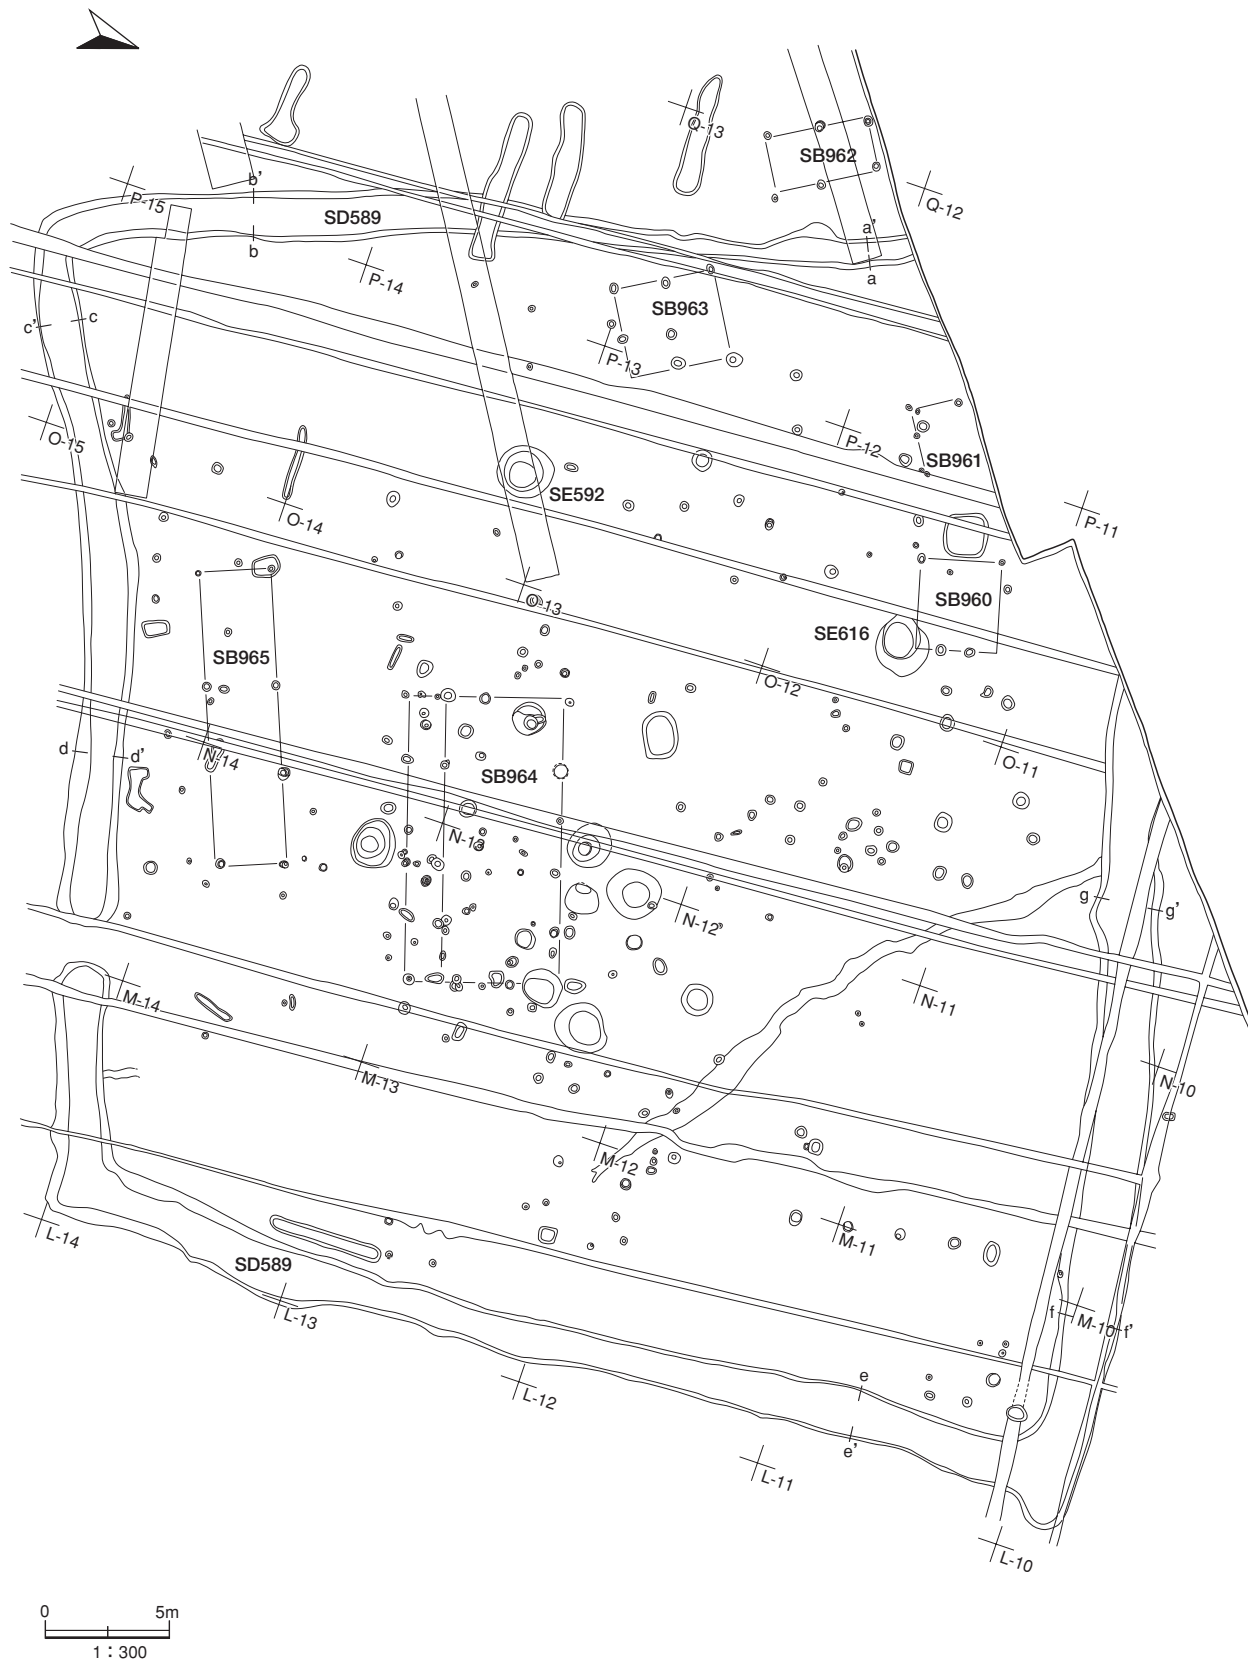 Q-13
SB962
b'
P-15
Q-12
SD589
a'
b
P-14
a
SB963
c'
c
P-13
O-15
P-12
SB961
SE592
P-11
O-14
SB960
-13
SE616
SB965
O-12
d
d'
N-14
O-11
SB964
N-13
g
g'
N-12
M-14
N-11
M-13
N-10
M-12
L-14
M-11
SD589
L-13
f
M-10
f'
e
L-12
e'
L-11
L-10
0
5m
1：300